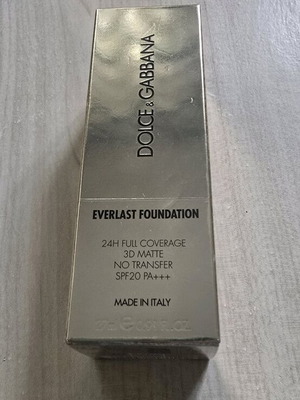 DOLCE & GABBANA
EVERLAST FOUNDATION
24H FULL COVERAGE
3D MATTE
NO TRANSFER
SPF20 PA+++
MADE IN ITALY